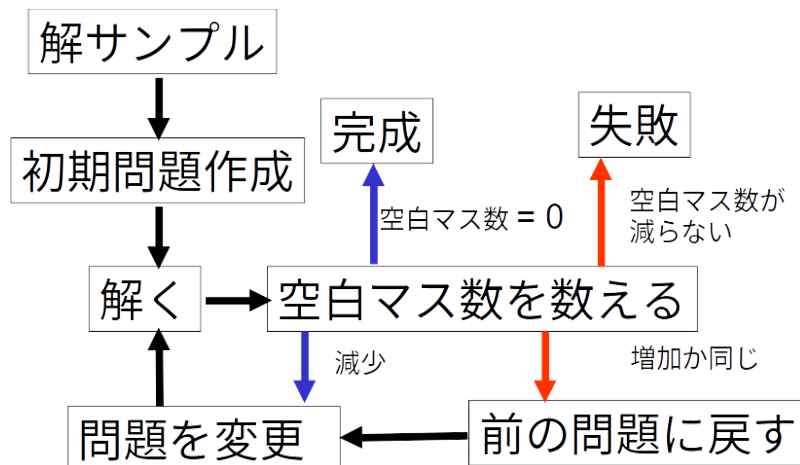 解サンプル
初期問題作成
完成
失敗
空白マス数 = 0
空白マス数が
減らない
解く
空白マス数を数える
減少
増加か同じ
問題を変更
前の問題に戻す